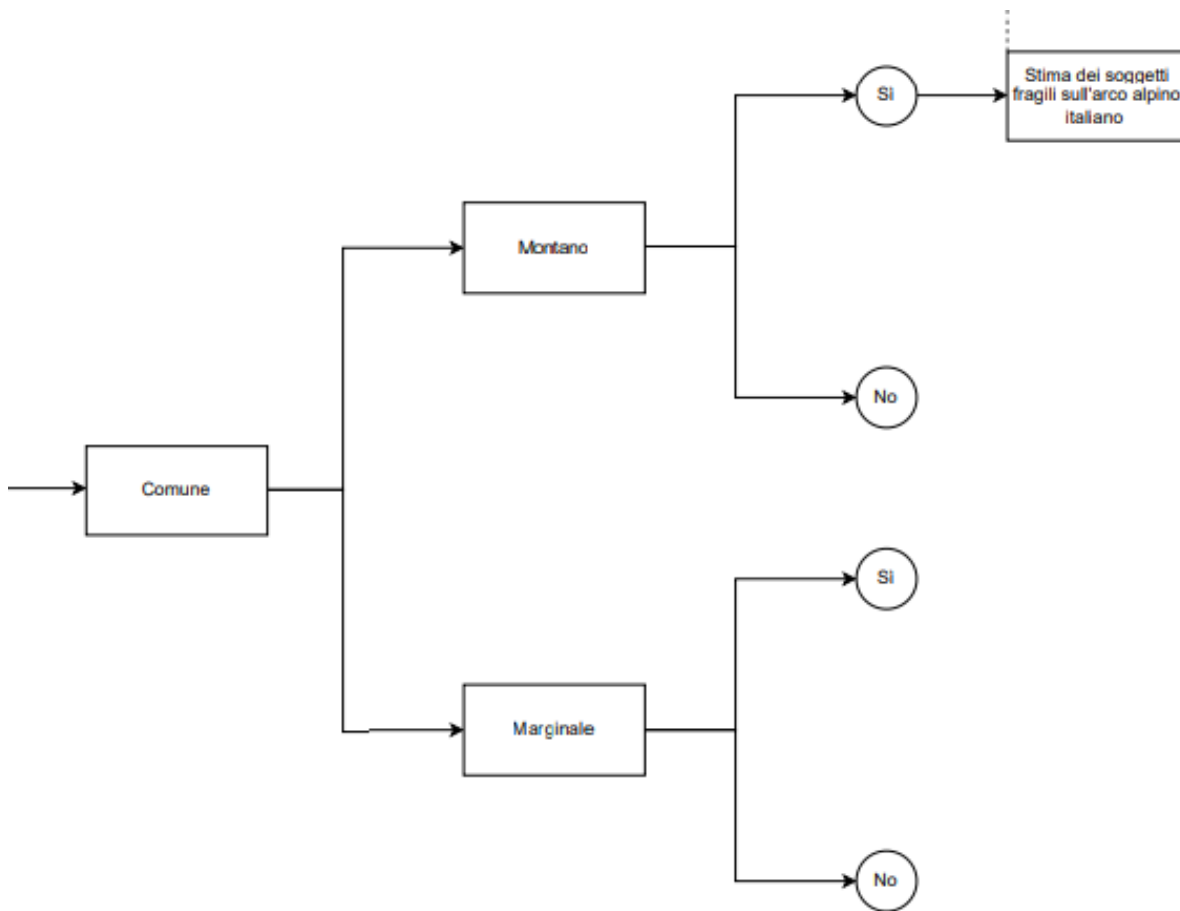 Sì
Stima dei soggetti
fragili sull'arco alpino
italiano
Montano
No
Comune
Sì
Marginale
No